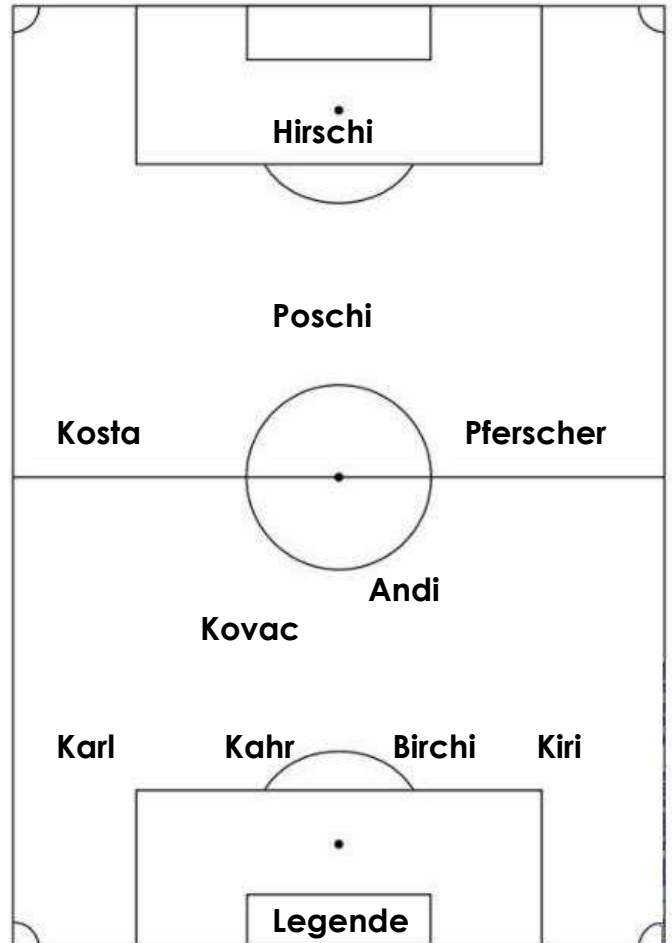 Hirschi
Poschi
Kosta Pferscher
Andi
Kovac
Karl Kahr Birchi Kiri
Legende